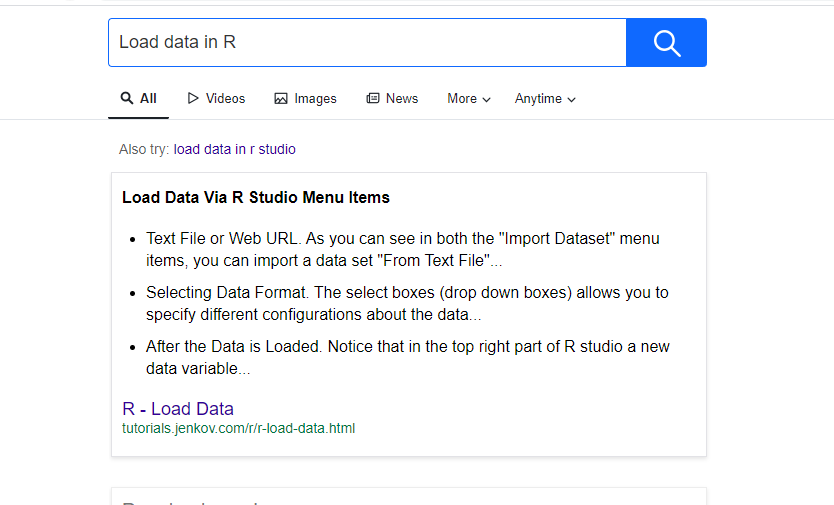 Load data in R
All Videos Images News More Anytime
Also try: load data in r studio
Load Data Via R Studio Menu Items
• Text File or Web URL. As you can see in both the "Import Dataset" menu
items, you can import a data set "From Text File"...
• Selecting Data Format. The select boxes (drop down boxes) allows you to
specify different configurations about the data...
• After the Data is Loaded. Notice that in the top right part of R studio a new
data variable...
R - Load Data
tutorials.jenkov.com/r/r-load-data.html